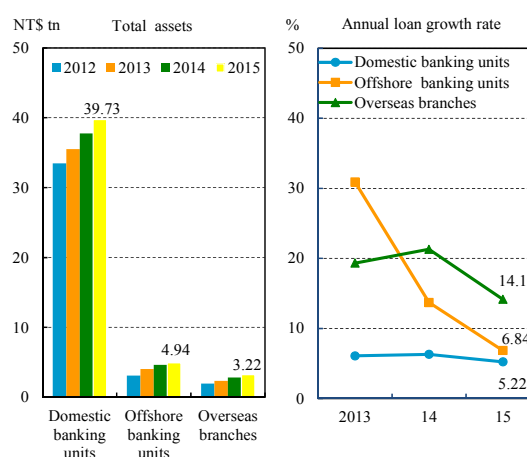 NT$ tn
Total assets
50
2012 2013 2014 2015
39.73
40
30
20
10
4.94
3.22
0
Domestic banking units
Offshore banking units
Overseas branches
%
Annual loan growth rate
50
Domestic banking units
Offshore banking units
Overseas branches
40
30
20
14.1
10
6.84
5.22
0
2013 14 15